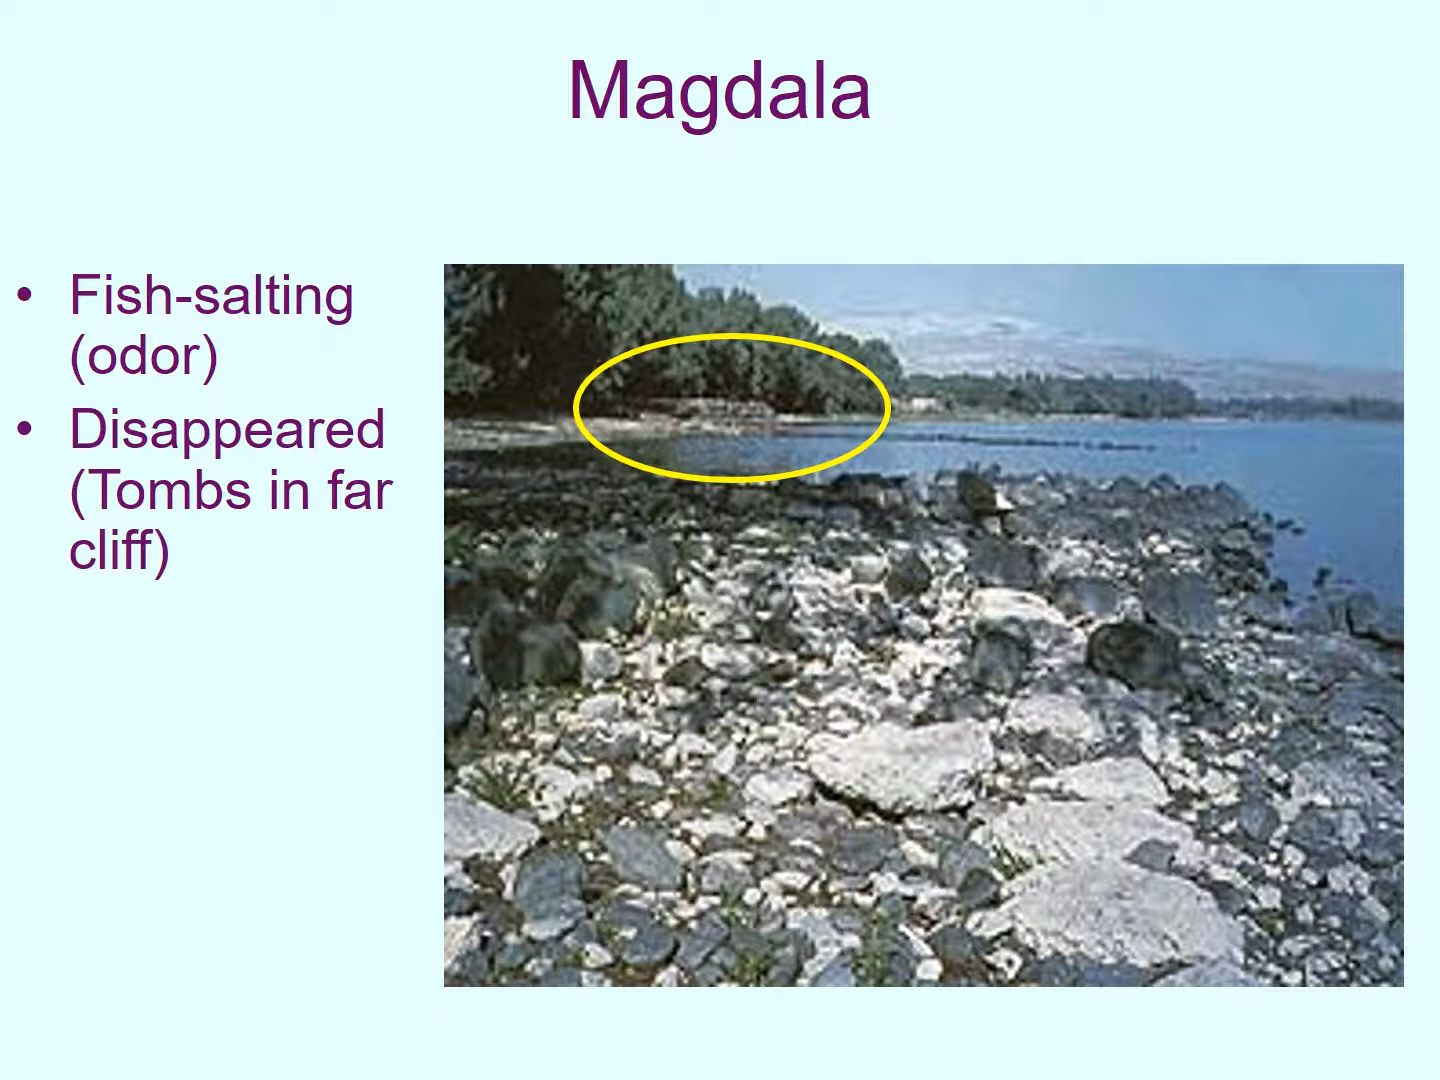 Magdala
• Fish-salting
(odor)
• Disappeared
(Tombs in far
cliff)